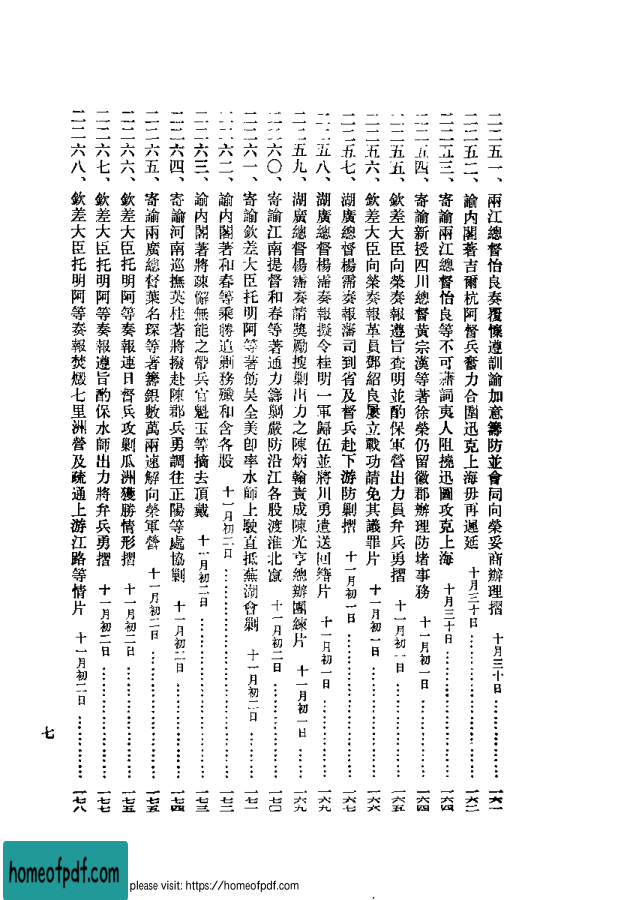 二二五一、兩江總督怡良奏覆懍遵訓諭加意籌防並會同向榮妥商辦理摺 十月三十日…………一六一
二二五二、諭內閣著吉爾杭阿督兵奮力合圍迅克上海毋再遲延 十月三十日…………一六二
二二五三、寄諭兩江總督怡良等不可藉詞夷人阻撓迅圖攻克上海 十月三十日…………一六四
二二五四、寄諭新授四川總督黃宗漢等著徐榮仍留徽郡辦理防堵事務 十一月初一日…………一六四
二二五五、欽差大臣向榮奏報遵旨查明並酌保軍營出力員弁兵勇摺 十一月初一日…………一六五
二二五六、欽差大臣向榮奏報革員鄧紹良屢立戰功請免其議罪片 十一月初一日…………一六六
二二五七、湖廣總督楊霈奏報藩司到省及督兵赴下游防剿摺 十一月初一日…………一六七
二二五八、湖廣總督楊霈奏報擬令桂明一軍歸伍並將川勇遣送回籍片 十一月初一日…………一六九
二二五九、湖廣總督楊霈奏請獎勵搜剿出力之陳炳翰責成陳光亨總辦團練片 十一月初一日…………一六九
二二六〇、寄諭江南提督和春等著通力籌剿嚴防沿江各股渡淮北竄 十一月初二日…………一七〇
二二六一、寄諭欽差大臣托明阿等著飭吳全美卽率水師上駛直抵蕪湖會剿 十一月初二日…………一七一
二二六二、諭內閣著和春等乘勝追剿務殲和含各股 十一月初二日…………一七二
二二六三、諭內閣著將疎懈無能之帶兵官魁玉等摘去頂戴 十一月初二日…………一七三
二二六四、寄諭河南巡撫英桂著將撥赴陳郡兵勇調往正陽等處協剿 十一月初二日…………一七四
二二六五、寄諭兩廣總督葉名琛等著籌銀數萬兩速解向榮軍營 十一月初二日…………一七五
二二六六、欽差大臣托明阿等奏報連日督兵攻剿瓜洲獲勝情形摺 十一月初二日…………一七五
二二六七、欽差大臣托明阿等奏報遵旨酌保水師出力將弁兵勇摺 十一月初二日…………一七七
二二六八、欽差大臣托明阿等奏報焚燬七里洲營及疏通上游江路等情片 十一月初二日…………一七八
七
homeofpdf.com
please visit: https://homeofpdf.com